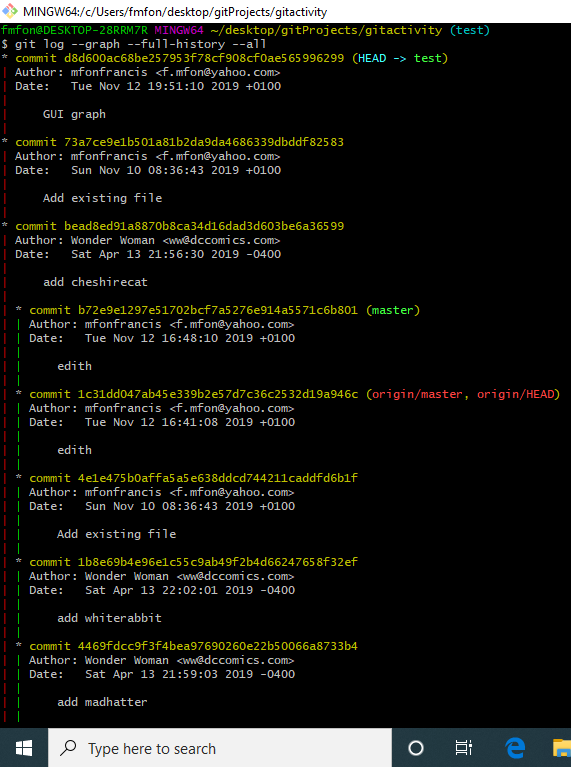 MINGW64:/c/Users/fmfon/desktop/gitProjects/gitactivity
fmfon@DESKTOP-28RRM7R MINGW64 ~/desktop/gitProjects/gitactivity (test)
$ git log --graph --full-history --all
* commit d8d600ac68be257953f78cf908cf0ae565996299 (HEAD -> test)
| Author: mfonfrancis <f.mfon@yahoo.com>
| Date:   Tue Nov 12 19:51:10 2019 +0100
|
|     GUI graph
|
* commit 73a7ce9e1b501a81b2da9da4686339dbddf82583
| Author: mfonfrancis <f.mfon@yahoo.com>
| Date:   Sun Nov 10 08:36:43 2019 +0100
|
|     Add existing file
|
* commit bead8ed91a8870b8ca34d16dad3d603be6a36599
| Author: Wonder Woman <ww@dccomics.com>
| Date:   Sat Apr 13 21:56:30 2019 -0400
|
|     add cheshirecat
|
| * commit b72e9e1297e51702bcf7a5276e914a5571c6b801 (master)
| | Author: mfonfrancis <f.mfon@yahoo.com>
| | Date:   Tue Nov 12 16:48:10 2019 +0100
| |
| |     edith
| |
| * commit 1c31dd047ab45e339b2e57d7c36c2532d19a946c (origin/master, origin/HEAD)
| | Author: mfonfrancis <f.mfon@yahoo.com>
| | Date:   Tue Nov 12 16:41:08 2019 +0100
| |
| |     edith
| |
| * commit 4e1e475b0affa5a5e638ddcd744211caddfd6b1f
| | Author: mfonfrancis <f.mfon@yahoo.com>
| | Date:   Sun Nov 10 08:36:43 2019 +0100
| |
| |     Add existing file
| |
| * commit 1b8e69b4e96e1c55c9ab49f2b4d66247658f32ef
| | Author: Wonder Woman <ww@dccomics.com>
| | Date:   Sat Apr 13 22:02:01 2019 -0400
| |
| |     add whiterabbit
| |
| * commit 4469fdcc9f3f4bea97690260e22b50066a8733b4
| | Author: Wonder Woman <ww@dccomics.com>
| | Date:   Sat Apr 13 21:59:03 2019 -0400
| |
| |     add madhatter
| |
Type here to search